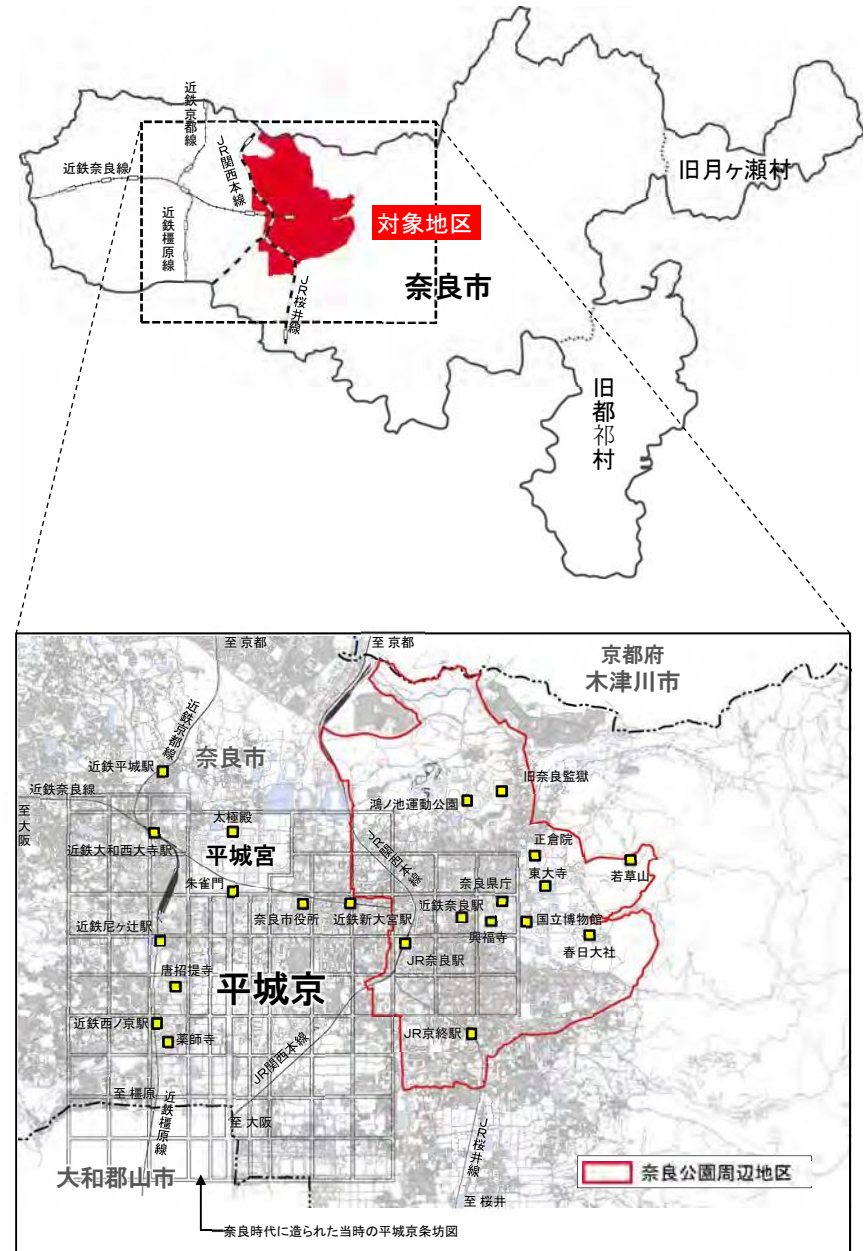 近鉄京都線
近鉄奈良線
JR関西本線
近鉄橿原線
対象地区
奈良市
JR桜井線
旧月ヶ瀬村
旧都祁村
至 京都
至 京都
京都府
木津川市
近鉄京都線
奈良市
近鉄平城駅
近鉄奈良線
至大阪
旧奈良監獄
鴻ノ池運動公園
太極殿
近鉄大和西大寺駅
平城宮
JR関西本線
正倉院
若草山
東大寺
朱雀門
奈良県庁
奈良市役所
近鉄新大宮駅
近鉄奈良駅
国立博物館
興福寺
春日大社
近鉄尼ヶ辻駅
JR奈良駅
唐招提寺
平城京
近鉄西ノ京駅
薬師寺
JR京終駅
JR関西本線
至 橿原
近鉄橿原線
至 大阪
JR桜井線
大和郡山市
奈良公園周辺地区
至 桜井
奈良時代に造られた当時の平城京条坊図